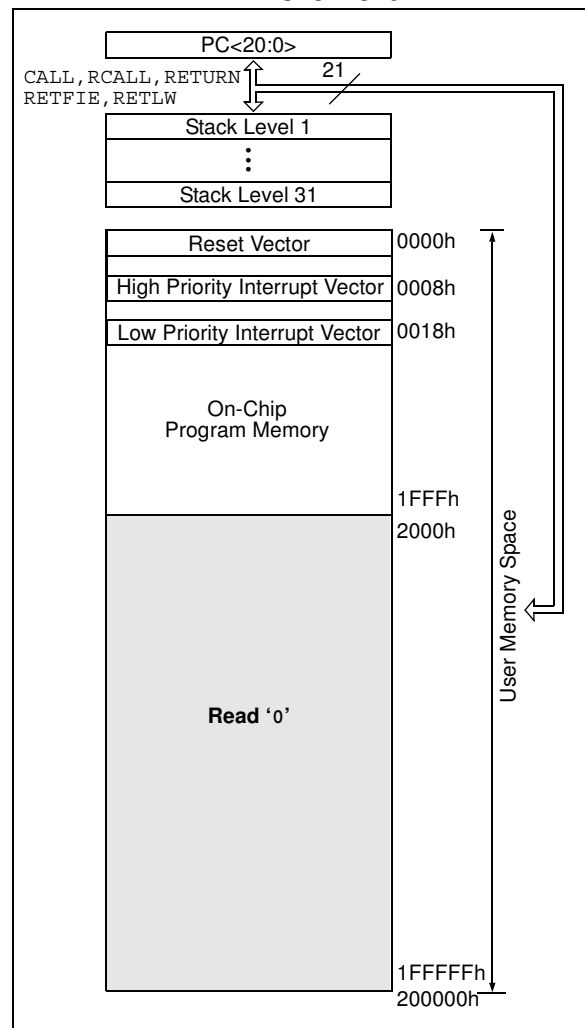 PC<20:0>
CALL,RCALL,RETURN
RETFIE,RETLW
21
Stack Level 1
Stack Level 31
Reset Vector
0000h
High Priority Interrupt Vector
0008h
Low Priority Interrupt Vector
0018h
On-Chip
Program Memory
1FFFh
2000h
User Memory Space
Read ‘0’
1FFFFFh
200000h